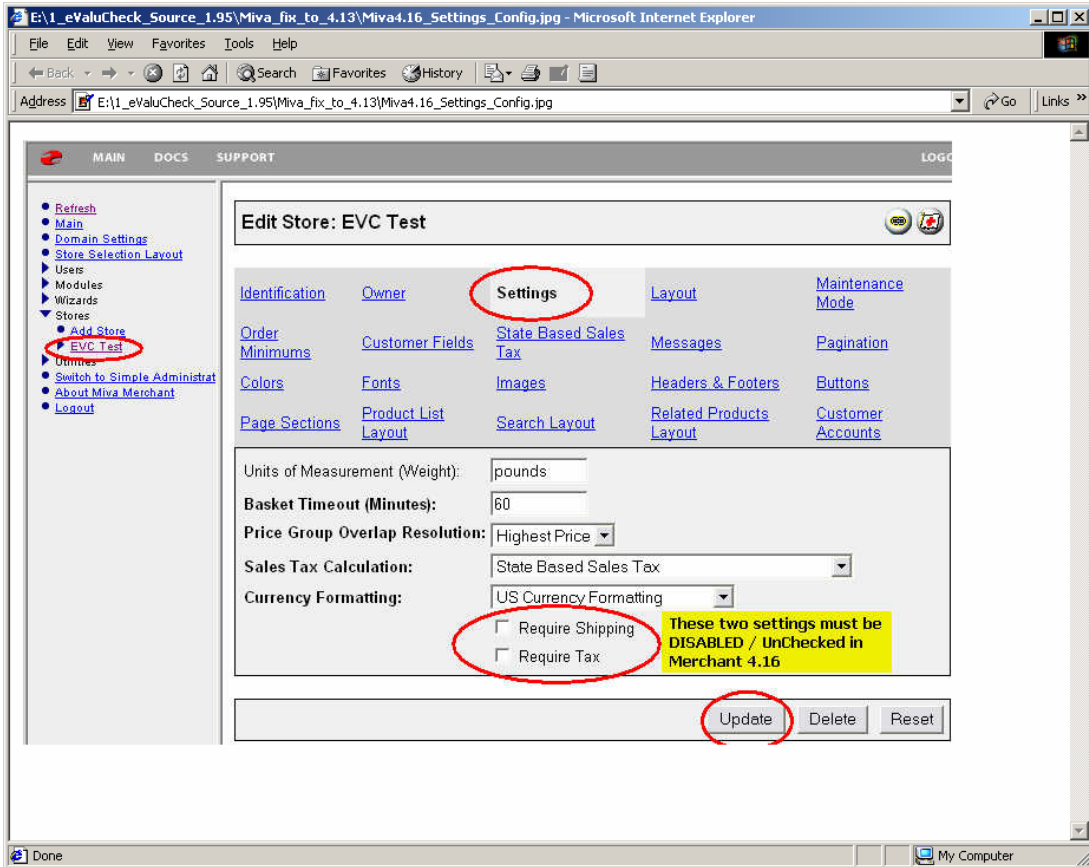 E:\1_eValuCheck_Source_1.95\Miva_fix_to_4.13\Miva4.16_Settings_Config.jpg - Microsoft Internet Explorer
File Edit View Favorites Tools Help
Back Search Favorites History
Address E:\1_eValuCheck_Source_1.95\Miva_fix_to_4.13\Miva4.16_Settings_Config.jpg Go Links »
MAIN DOCS SUPPORT LOGO
Refresh
Main
Domain Settings
Store Selection Layout
Users
Modules
Wizards
Stores
Add Store
EVC Test
Utilities
Switch to Simple Administrat
About Miva Merchant
Logout
Edit Store: EVC Test
Identification Owner Settings Layout Maintenance Mode
Order Minimums Customer Fields State Based Sales Tax Messages Pagination
Colors Fonts Images Headers & Footers Buttons
Page Sections Product List Layout Search Layout Related Products Layout Customer Accounts
Units of Measurement (Weight): pounds
Basket Timeout (Minutes): 60
Price Group Overlap Resolution: Highest Price
Sales Tax Calculation: State Based Sales Tax
Currency Formatting: US Currency Formatting
Require Shipping
Require Tax
These two settings must be
DISABLED / UnChecked in
Merchant 4.16
Update Delete Reset
Done My Computer